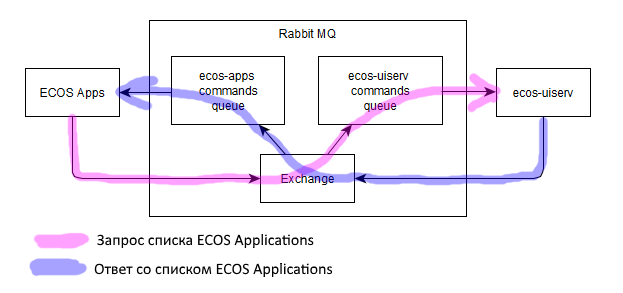 Rabbit MQ
ECOS Apps
ecos-apps
commands
queue
ecos-uiserv
commands
queue
ecos-uiserv
Exchange
Запрос списка ECOS Applications
Ответ со списком ECOS Applications